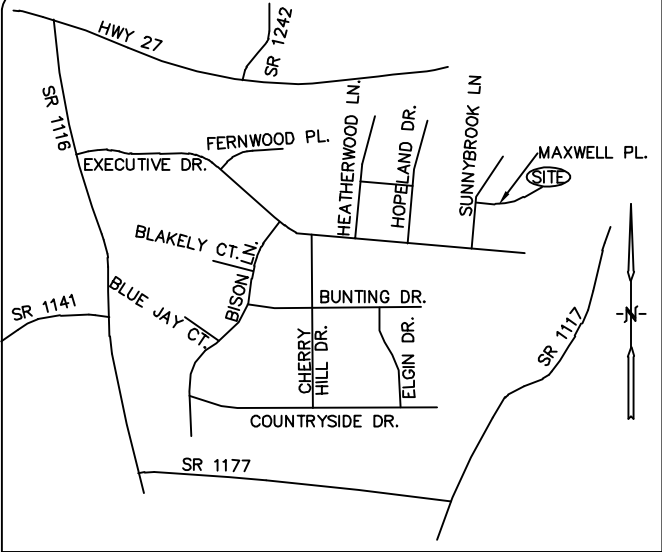 HWY 27
SR 1242
SR 1116
FERNWOOD PL.
EXECUTIVE DR.
HEATHERWOOD LN.
HOPELAND DR.
SUNNYBROOK LN
MAXWELL PL.
SITE
BLAKELY CT.
BISON LN.
BLUE JAY CT.
SR 1141
BUNTING DR.
CHERRY
HILL DR.
ELGIN DR.
SR 1117
-N-
COUNTRYSIDE DR.
SR 1177